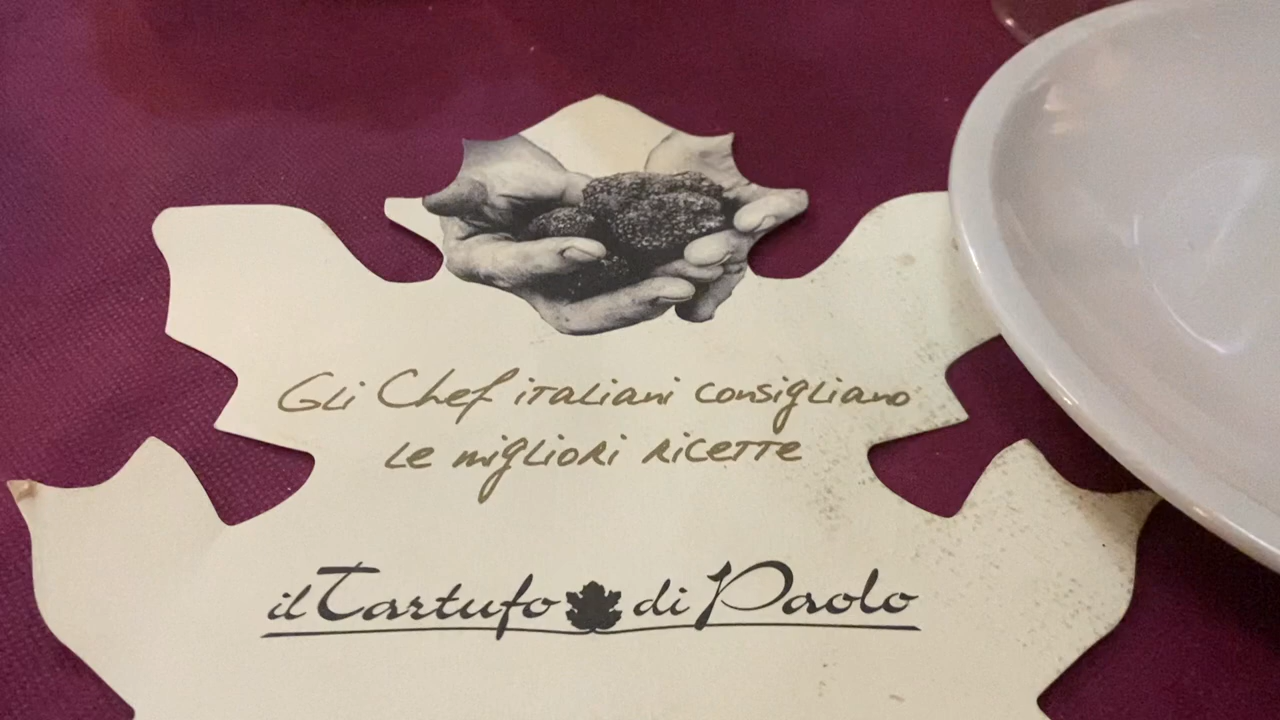 Gli Chef italiani consigliano
le migliori ricette
il Tartufo di Paolo